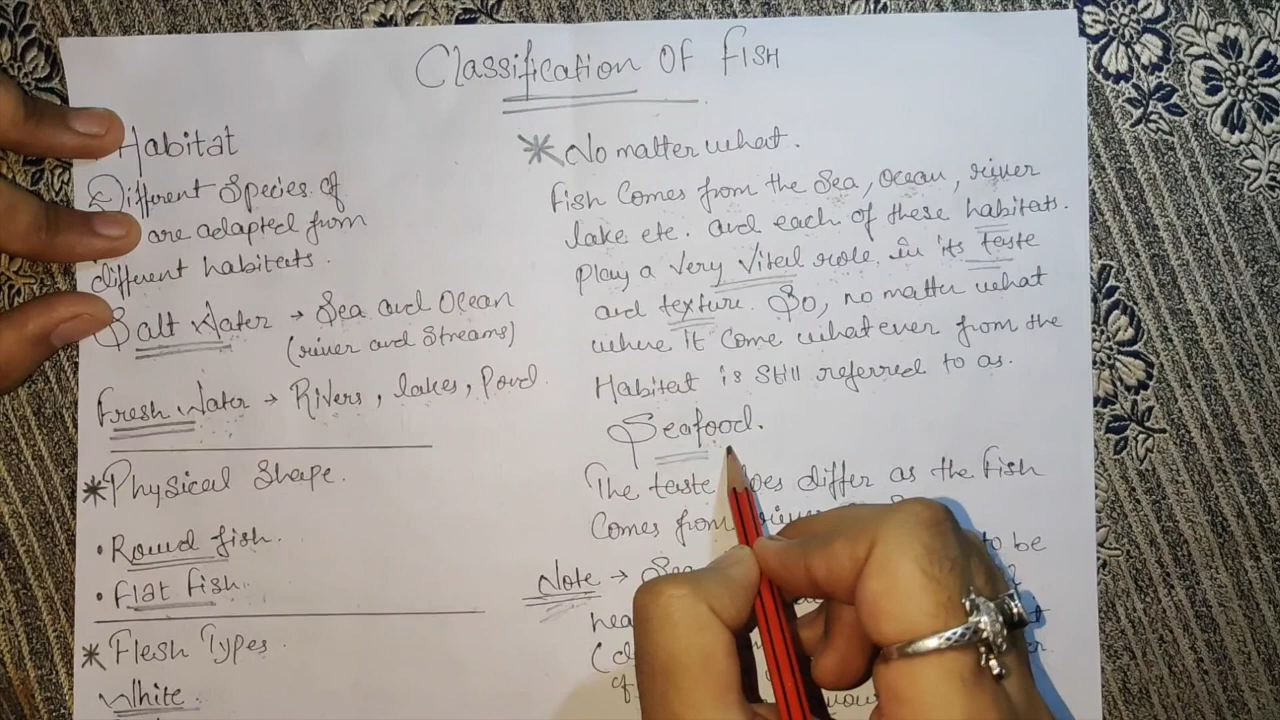 Classification OF FISH
Habitat
Different Species of
are adapted from
different habitats.
Salt Water → Sea and Ocean
(river and Streams)
Fresh Water → Rivers, lakes, Pond.
* Physical Shape.
• Round fish.
• Flat fish.
* Flesh Types
White
* No matter what.
Fish Comes from the Sea, Ocean, river
lake etc. and each of these habitats.
Play a very vital role in its taste
and texture. So, no matter what
where it come whatever from the
Habitat is still referred to as.
Seafood.
The taste does differ as the fish
Comes from river
Note → Sea to be
hea
of